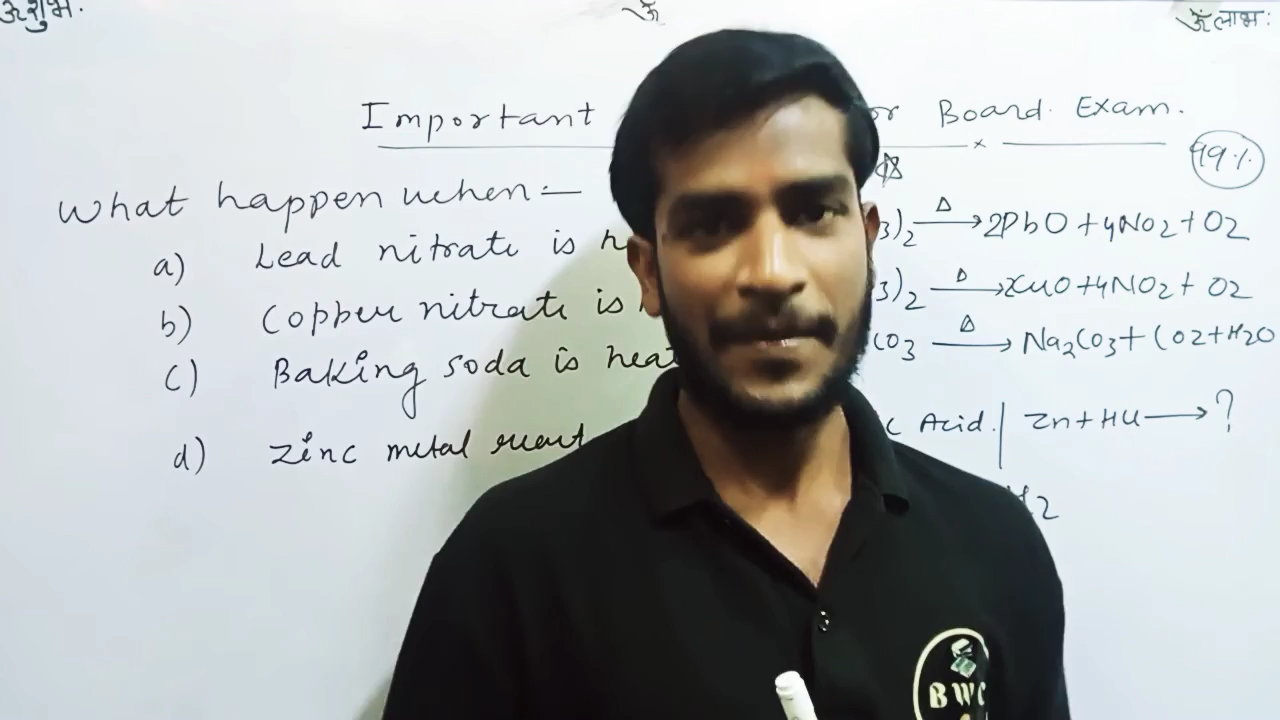 ॐ शुभः ॐ ॐ लाभः
Important Board Exam.
99%
What happen when:-
a) Lead nitrate is 3)2 Δ → 2PbO + 4NO2 + O2
b) Copper nitrate is 3)2 Δ → 2CuO + 4NO2 + O2
c) Baking soda is heat CO3 Δ → Na2CO3 + CO2 + H2O
d) Zinc metal react c Acid. | Zn + HCl → ?
H2
BWC